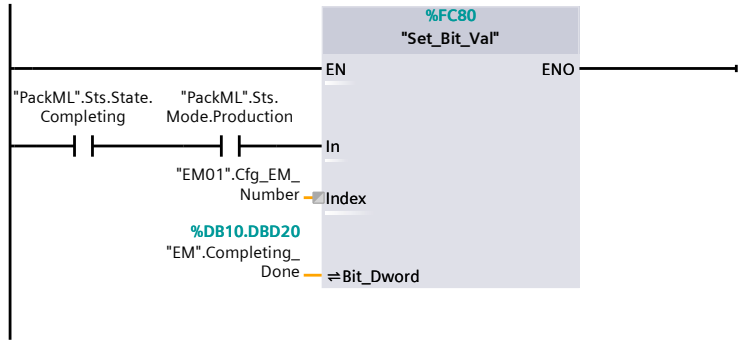 %FC80
"Set_Bit_Val"
EN
ENO
"PackML".Sts.State.
Completing
"PackML".Sts.
Mode.Production
In
"EM01".Cfg_EM_
Number
Index
%DB10.DBD20
"EM".Completing_
Done
⇌Bit_Dword